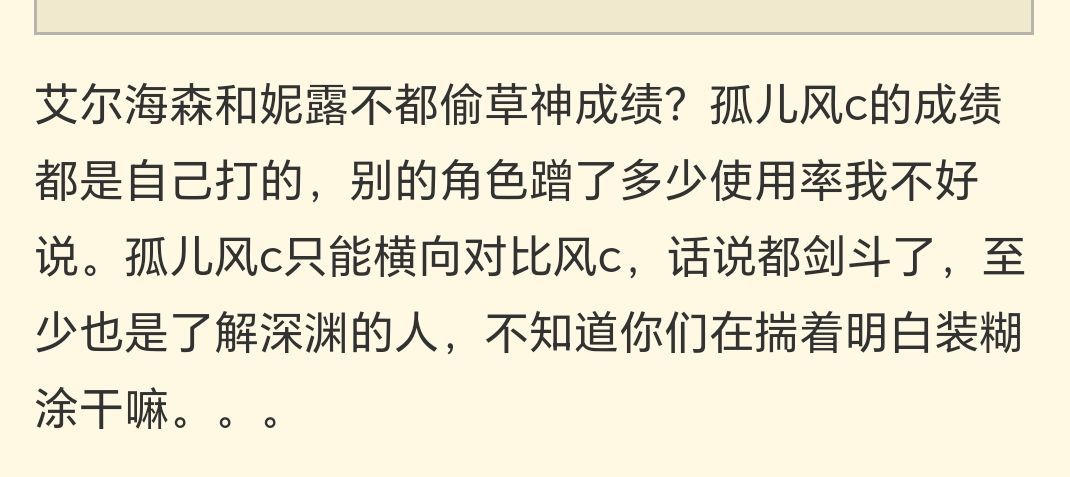 艾尔海森和妮露不都偷草神成绩？孤儿风c的成绩
都是自己打的，别的角色蹭了多少使用率我不好
说。孤儿风c只能横向对比风c，话说都剑斗了，至
少也是了解深渊的人，不知道你们在揣着明白装糊
涂干嘛。。。